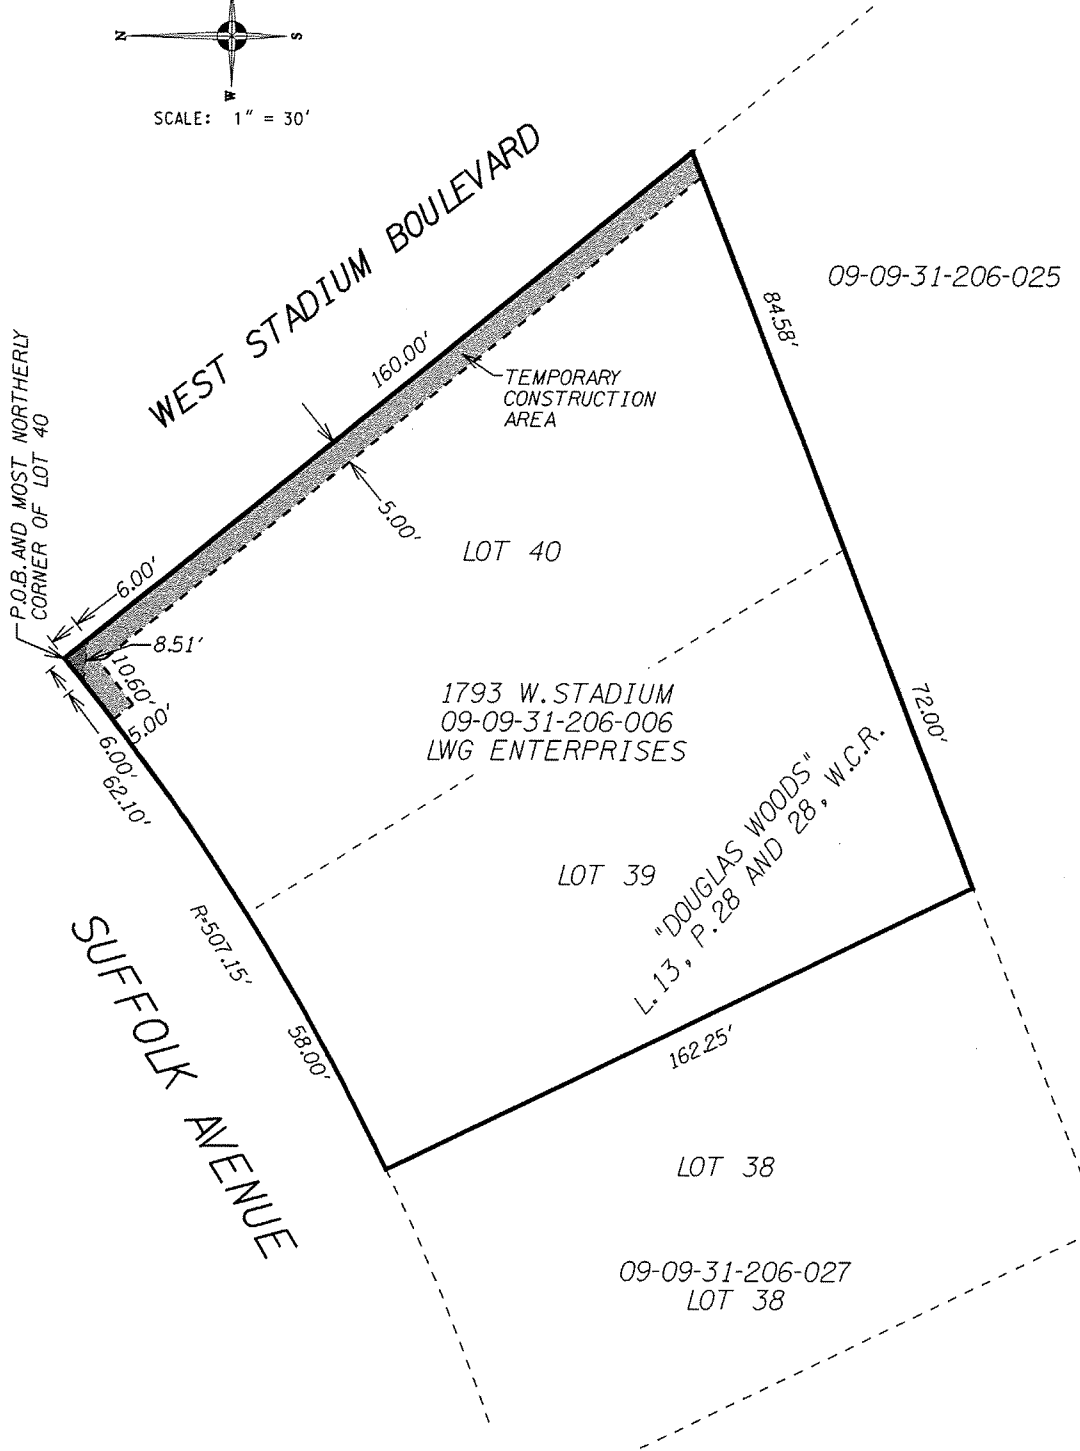 N
S
W
SCALE: 1" = 30'
WEST STADIUM BOULEVARD
09-09-31-206-025
84.58'
160.00'
TEMPORARY
CONSTRUCTION
AREA
P.O.B. AND MOST NORTHERLY
CORNER OF LOT 40
5.00'
LOT 40
6.00'
8.51'
10.60'
5.00'
6.00'
62.10'
1793 W. STADIUM
09-09-31-206-006
LWG ENTERPRISES
72.00'
LOT 39
"DOUGLAS WOODS"
L. 13, P. 28 AND 28, W.C.R.
R=507.15'
SUFFOLK AVENUE
58.00'
162.25'
LOT 38
09-09-31-206-027
LOT 38